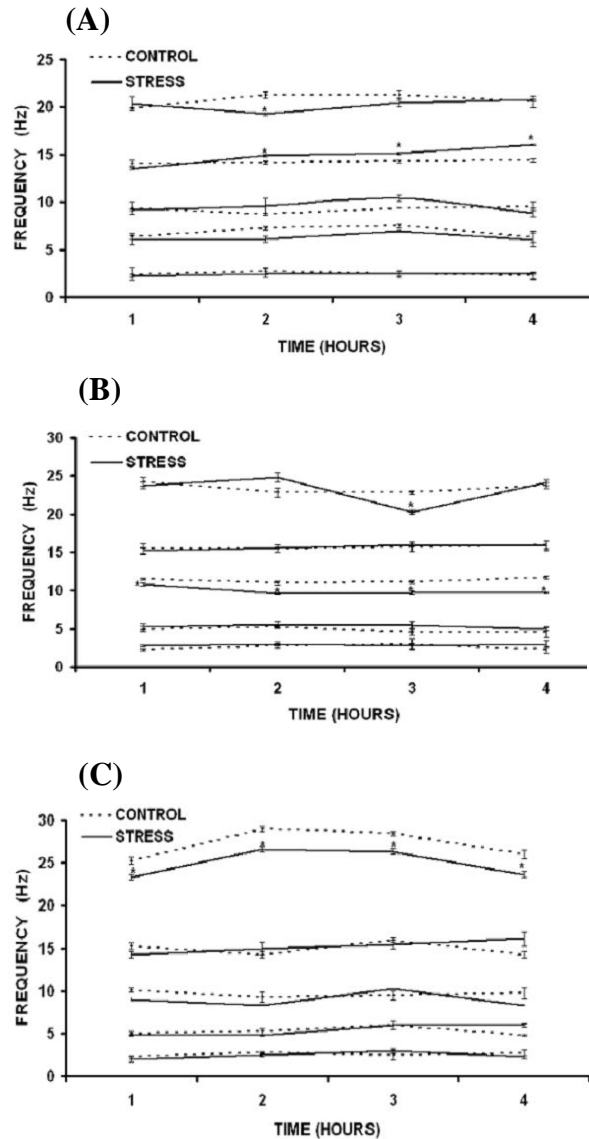 (A)
CONTROL
STRESS
25
20
15
10
5
0
FREQUENCY (Hz)
*
*
*
*
1 2 3 4
TIME (HOURS)
(B)
CONTROL
STRESS
30
25
20
15
10
5
0
FREQUENCY (Hz)
*
*
*
*
*
1 2 3 4
TIME (HOURS)
(C)
CONTROL
STRESS
30
25
20
15
10
5
0
FREQUENCY (Hz)
*
*
*
*
1 2 3 4
TIME (HOURS)